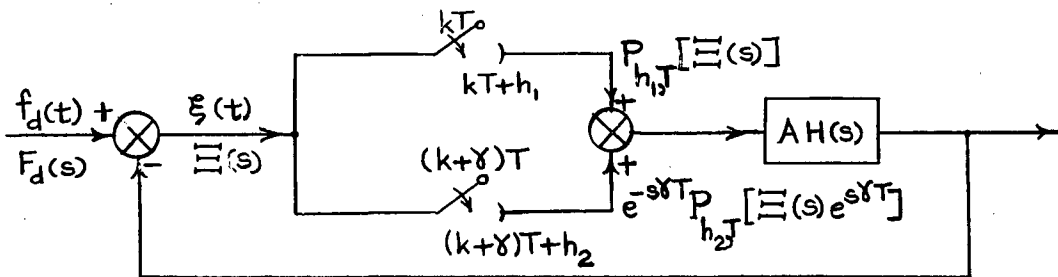 kT
kT+h₁
P_{h₁,T}[Ξ(s)]
f_d(t) +
F_d(s)
−
ξ(t)
Ξ(s)
+
+
AH(s)
(k+γ)T
(k+γ)T+h₂
e^{-sγT}P_{h₂,T}[Ξ(s)e^{sγT}]